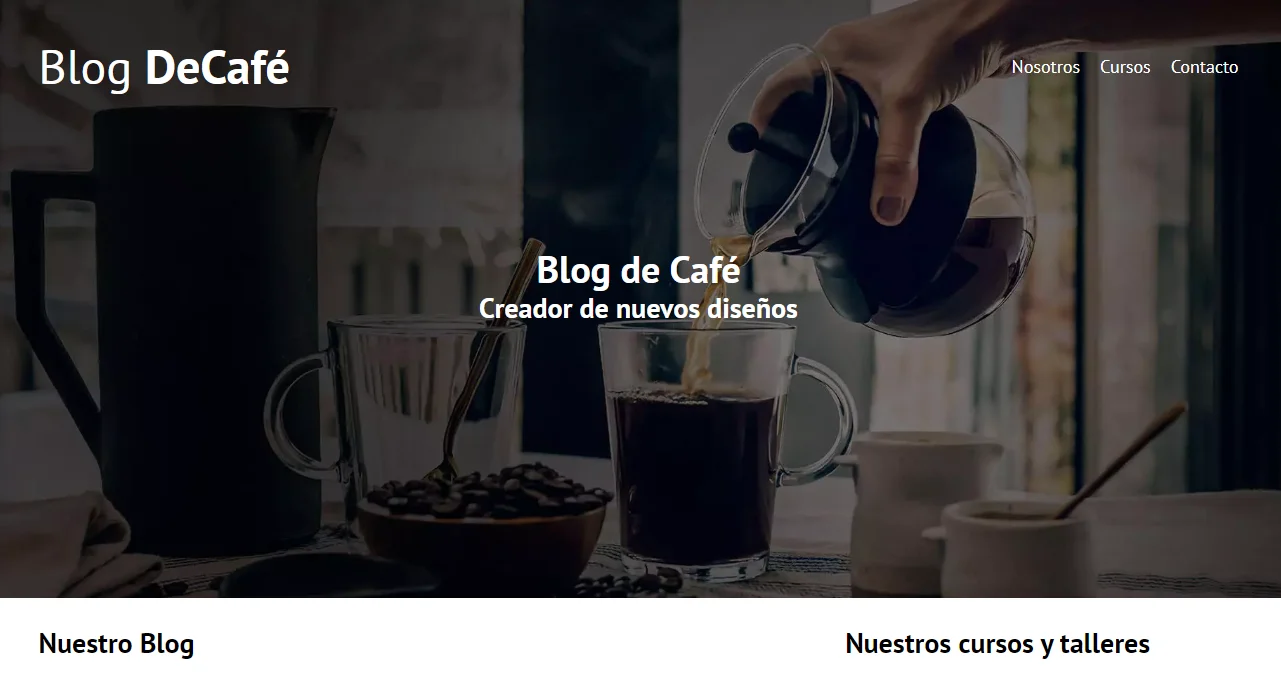 Blog DeCafé
Nosotros Cursos Contacto
Blog de Café
Creador de nuevos diseños
Nuestro Blog
Nuestros cursos y talleres